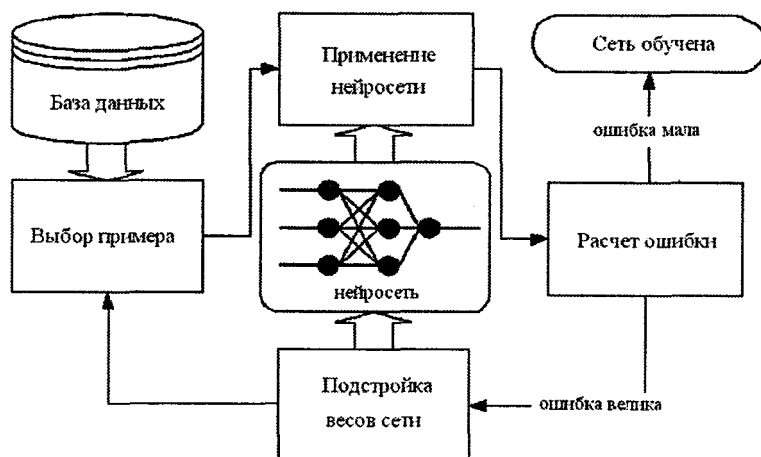 База данных
Применение
нейросети
Сеть обучена
ошибка мала
Выбор примера
нейросеть
Расчет ошибки
Подстройка
весов сети
ошибка велика